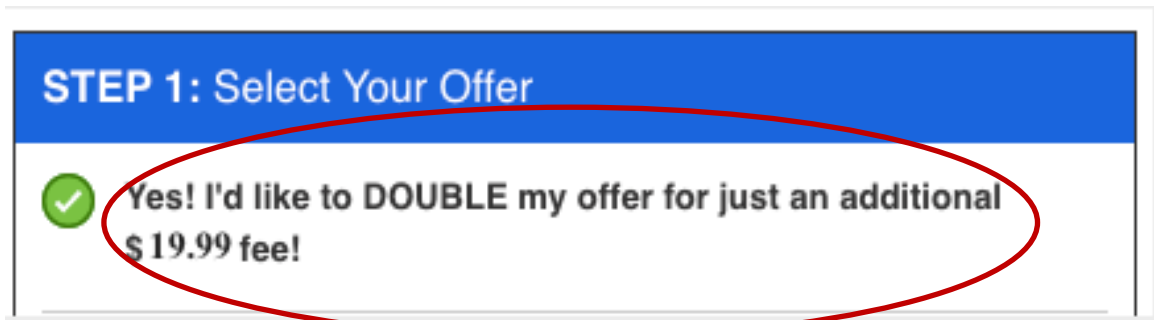 STEP 1: Select Your Offer
Yes! I'd like to DOUBLE my offer for just an additional
$19.99 fee!